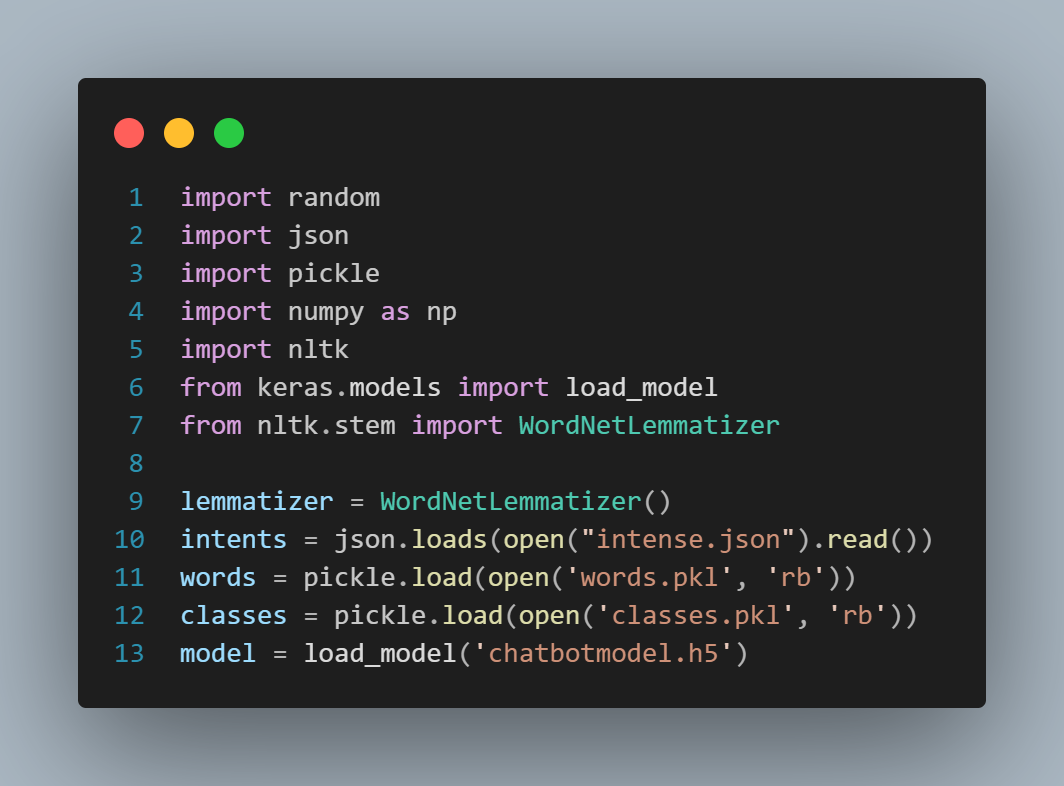 1 import random
2 import json
3 import pickle
4 import numpy as np
5 import nltk
6 from keras.models import load_model
7 from nltk.stem import WordNetLemmatizer
8
9 lemmatizer = WordNetLemmatizer()
10 intents = json.loads(open("intense.json").read())
11 words = pickle.load(open('words.pkl', 'rb'))
12 classes = pickle.load(open('classes.pkl', 'rb'))
13 model = load_model('chatbotmodel.h5')